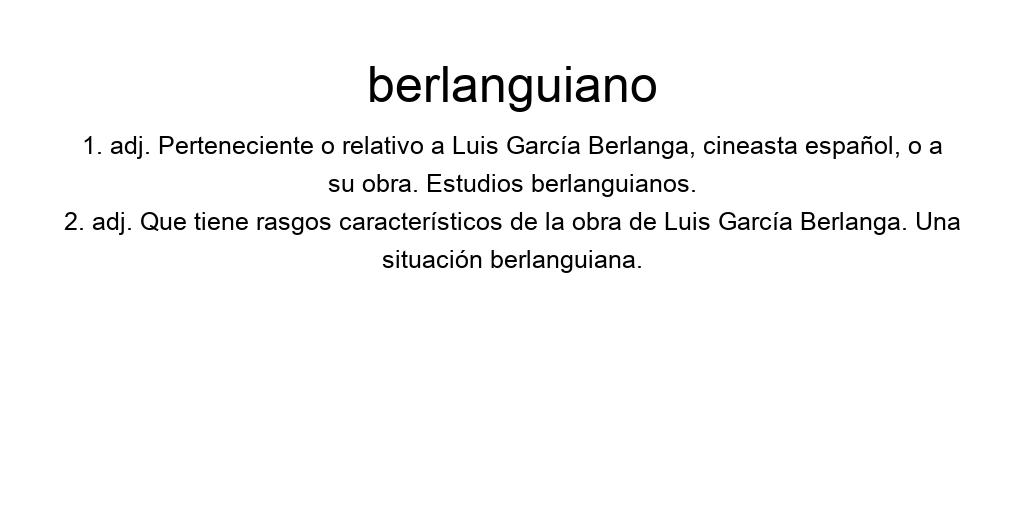 berlanguiano
1. adj. Perteneciente o relativo a Luis García Berlanga, cineasta español, o a
su obra. Estudios berlanguianos.
2. adj. Que tiene rasgos característicos de la obra de Luis García Berlanga. Una
situación berlanguiana.